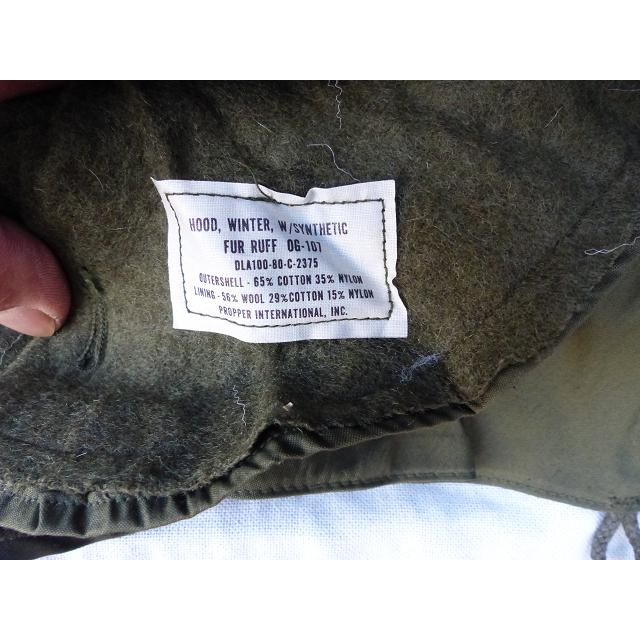 HOOD, WINTER, W/SYNTHETIC
FUR RUFF OG-107
DLA100-80-C-2375
OUTERSHELL - 65% COTTON 35% NYLON
LINING - 56% WOOL 29% COTTON 15% NYLON
PROPPER INTERNATIONAL, INC.